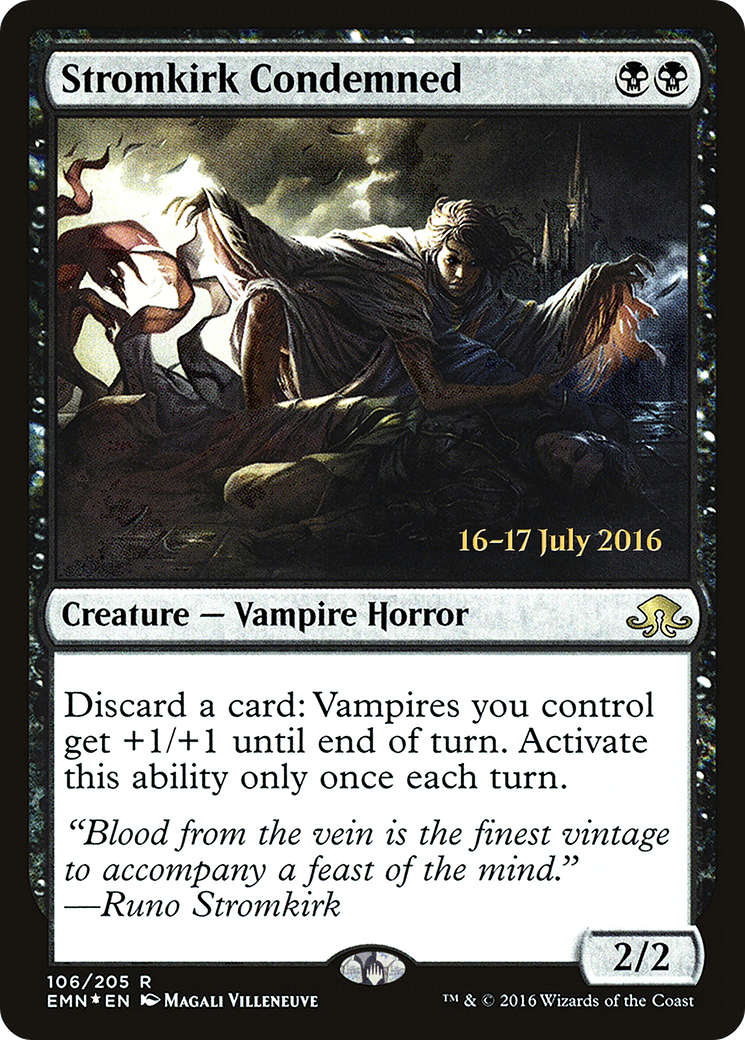 Stromkirk Condemned
16–17 July 2016
Creature — Vampire Horror
Discard a card: Vampires you control
get +1/+1 until end of turn. Activate
this ability only once each turn.
“Blood from the vein is the finest vintage
to accompany a feast of the mind.”
—Runo Stromkirk
2/2
106/205 R
EMN★EN Magali Villeneuve
™ & © 2016 Wizards of the Coast